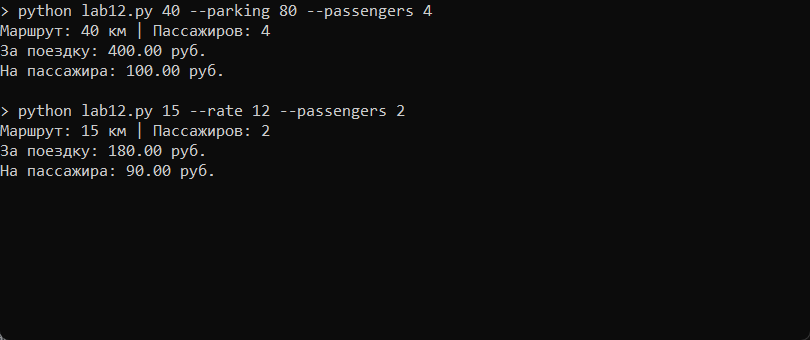 > python lab12.py 40 --parking 80 --passengers 4
Маршрут: 40 км | Пассажиров: 4
За поездку: 400.00 руб.
На пассажира: 100.00 руб.

> python lab12.py 15 --rate 12 --passengers 2
Маршрут: 15 км | Пассажиров: 2
За поездку: 180.00 руб.
На пассажира: 90.00 руб.